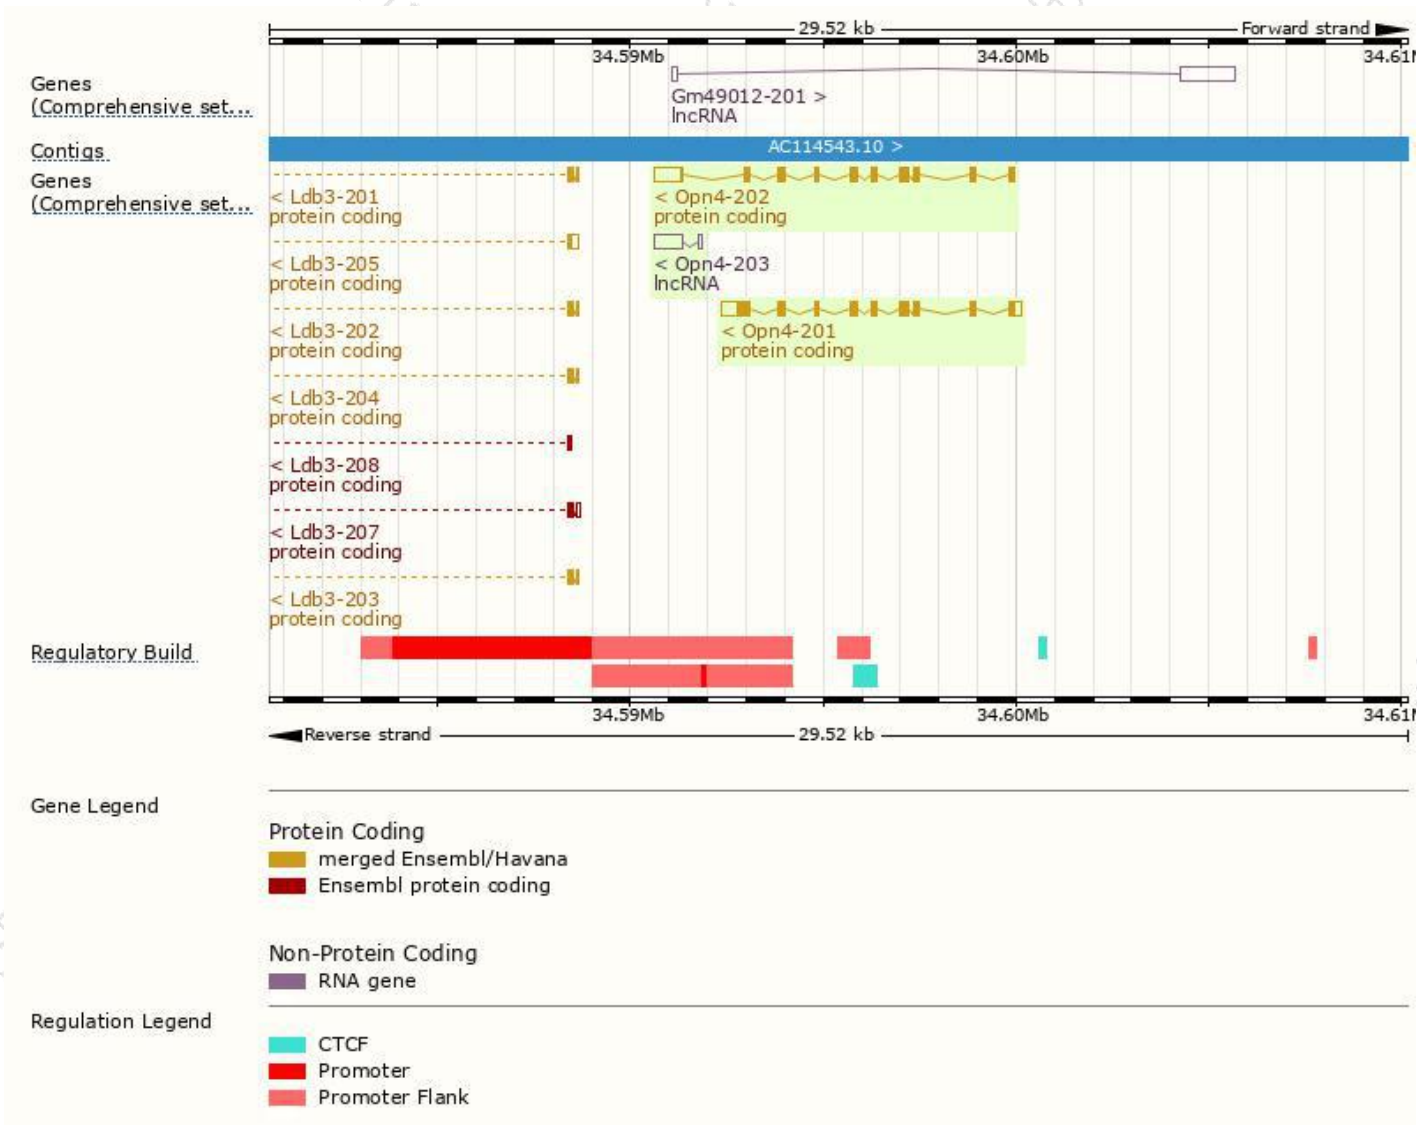 29.52 kb
Forward strand
34.59Mb
34.60Mb
34.61M
Genes
(Comprehensive set...
Gm49012-201 >
lncRNA
Contigs
AC114543.10 >
Genes
(Comprehensive set...
< Ldb3-201
protein coding
< Opn4-202
protein coding
< Ldb3-205
protein coding
< Opn4-203
lncRNA
< Ldb3-202
protein coding
< Opn4-201
protein coding
< Ldb3-204
protein coding
< Ldb3-208
protein coding
< Ldb3-207
protein coding
< Ldb3-203
protein coding
Regulatory Build
34.59Mb
34.60Mb
34.61M
Reverse strand
29.52 kb
Gene Legend
Protein Coding
merged Ensembl/Havana
Ensembl protein coding
Non-Protein Coding
RNA gene
Regulation Legend
CTCF
Promoter
Promoter Flank